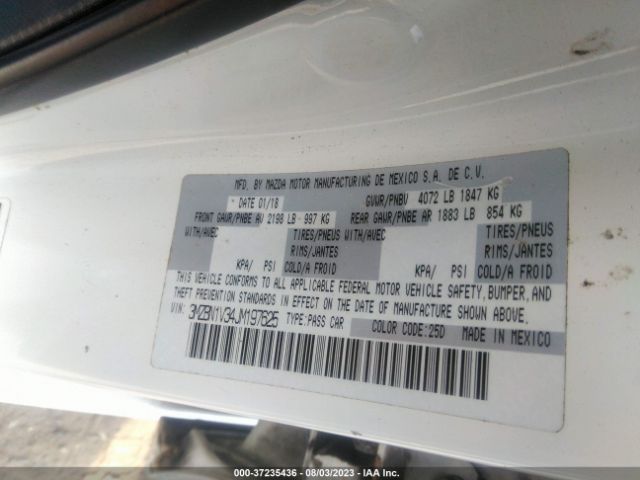 MFD. BY MAZDA MOTOR MANUFACTURING DE MEXICO S.A. DE C.V.
DATE 01/18 GVWR/PNBV 4072 LB 1847 KG
FRONT GAWR/PNBE AV 2198 LB- 997 KG REAR GAWR/PNBE AR 1883 LB 854 KG
WITH/AVEC TIRES/PNEUS WITH/AVEC TIRES/PNEUS
RIMS/JANTES RIMS/JANTES
KPA/ PSI COLD/A FROID KPA/ PSI COLD/A FROID
THIS VEHICLE CONFORMS TO ALL APPLICABLE FEDERAL MOTOR VEHICLE SAFETY, BUMPER, AND
THEFT PREVENTION STANDARDS IN EFFECT ON THE DATE OF MANUFACTURE SHOWN ABOVE.
VIN: 3MZBN1V34JM197625 TYPE:PASS CAR COLOR CODE:25D MADE IN MEXICO
000-37235436 - 08/03/2023 - IAA Inc.